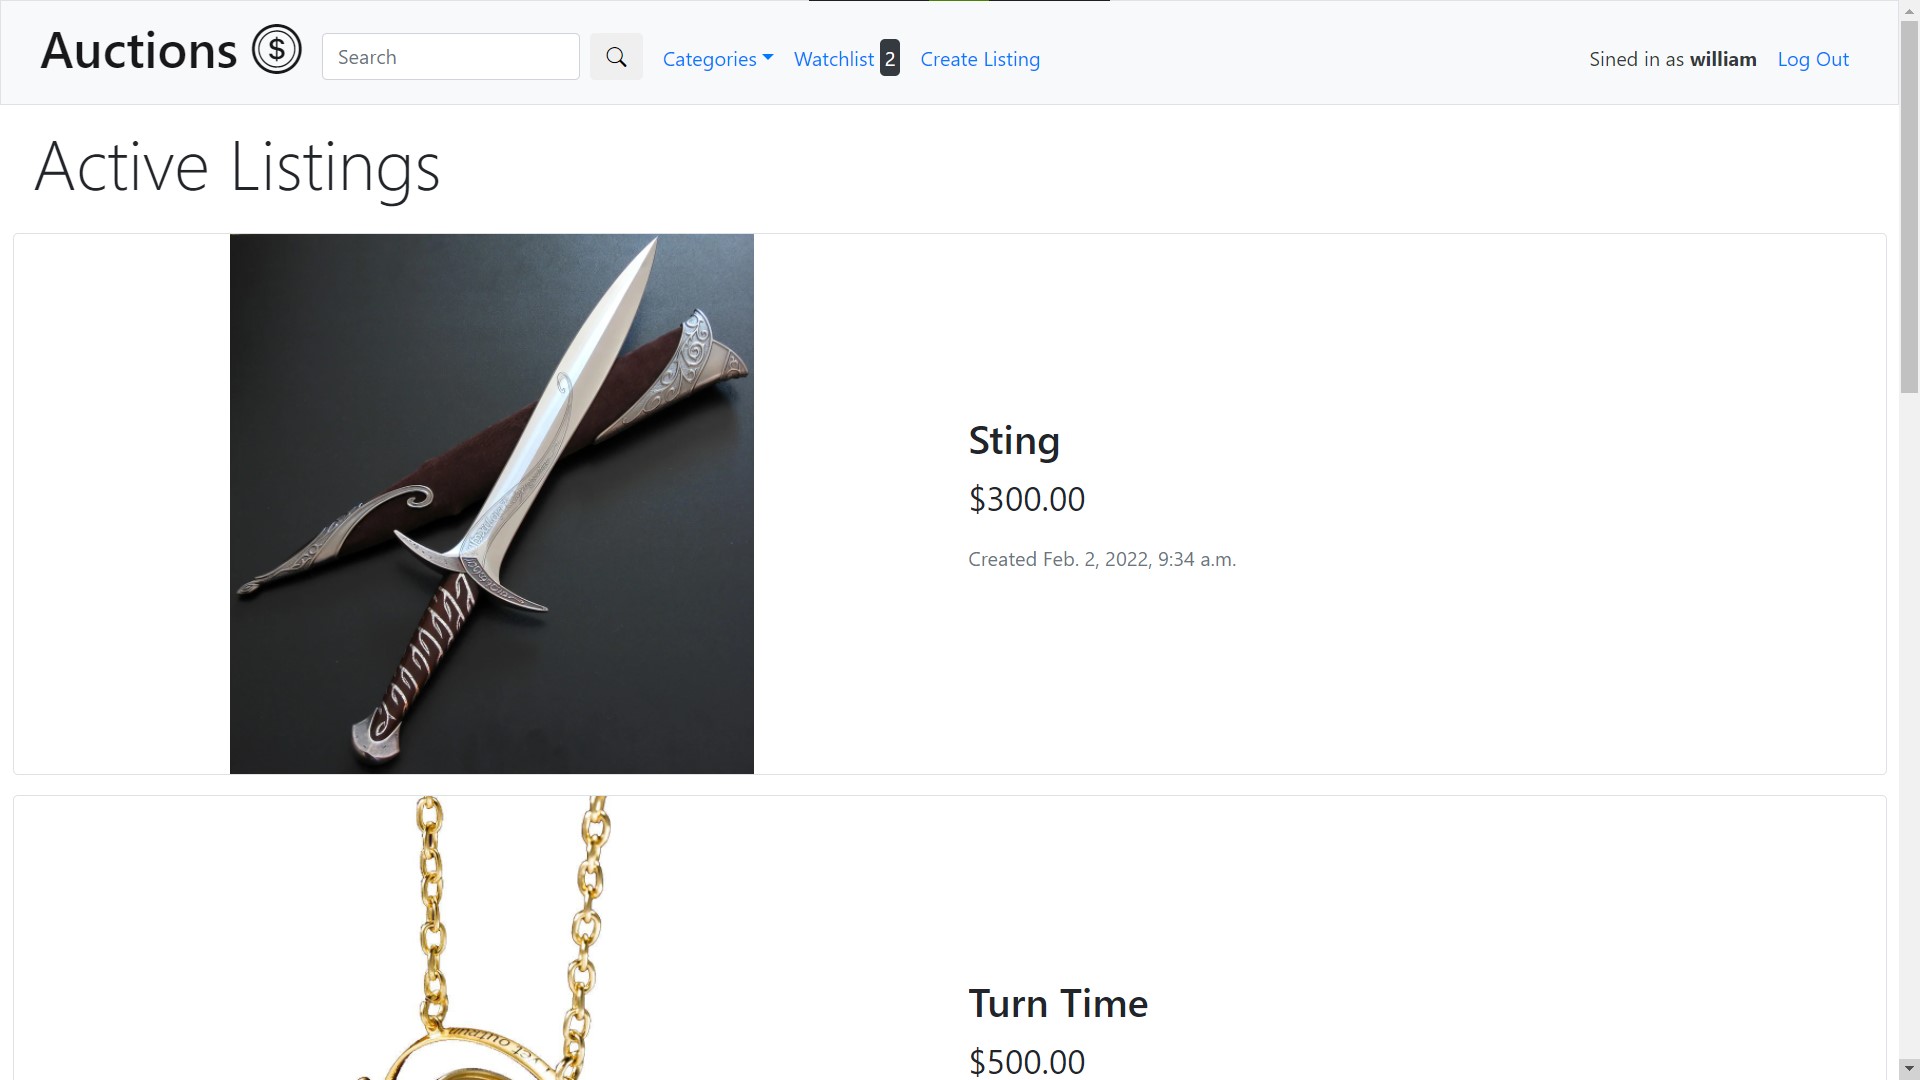 Auctions $
Search
Categories
Watchlist 2
Create Listing
Sined in as william
Log Out
Active Listings
Sting
$300.00
Created Feb. 2, 2022, 9:34 a.m.
Turn Time
$500.00